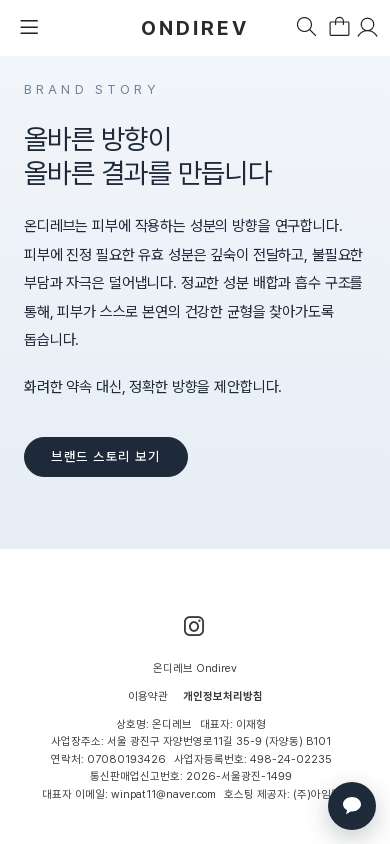 ONDIREV
BRAND STORY
올바른 방향이
올바른 결과를 만듭니다
온디레브는 피부에 작용하는 성분의 방향을 연구합니다.
피부에 진정 필요한 유효 성분은 깊숙이 전달하고, 불필요한
부담과 자극은 덜어냅니다. 정교한 성분 배합과 흡수 구조를
통해, 피부가 스스로 본연의 건강한 균형을 찾아가도록
돕습니다.
화려한 약속 대신, 정확한 방향을 제안합니다.
브랜드 스토리 보기
온디레브 Ondirev
이용약관 개인정보처리방침
상호명: 온디레브 대표자: 이재형
사업장주소: 서울 광진구 자양번영로11길 35-9 (자양동) B101
연락처: 07080193426 사업자등록번호: 498-24-02235
통신판매업신고번호: 2026-서울광진-1499
대표자 이메일: winpat11@naver.com 호스팅 제공자: (주)아임